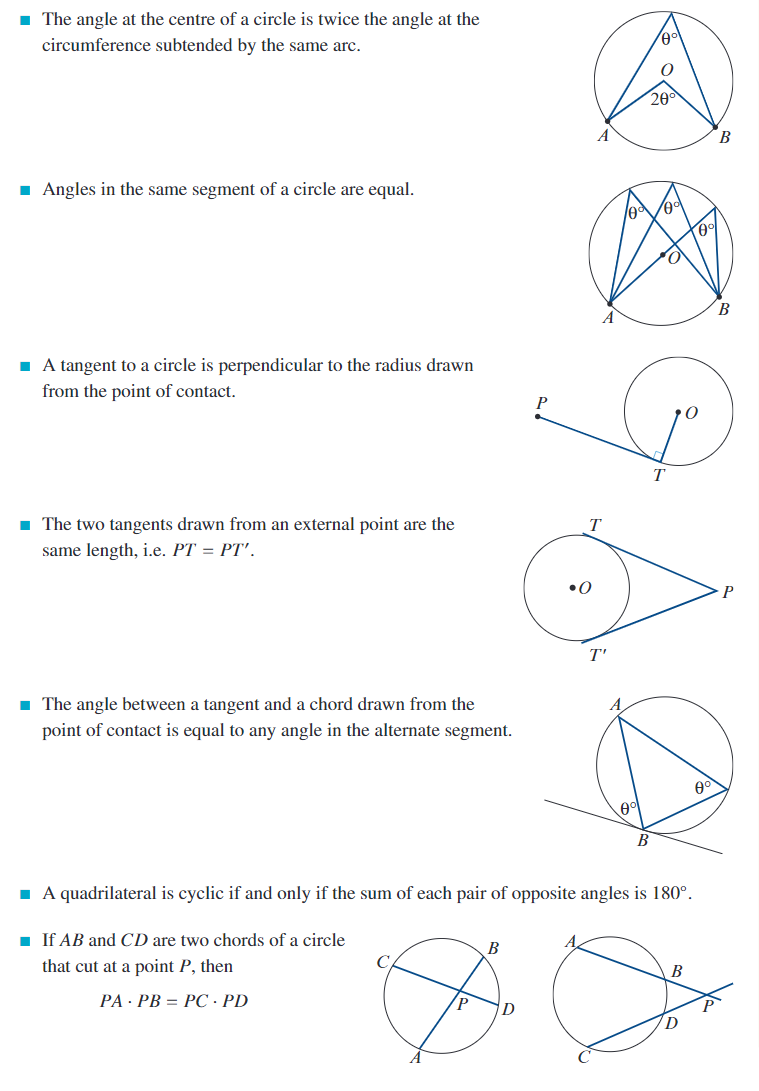 The angle at the centre of a circle is twice the angle at the
circumference subtended by the same arc.
θ°
O
2θ°
A
B
Angles in the same segment of a circle are equal.
θ°
θ°
θ°
O
A
B
A tangent to a circle is perpendicular to the radius drawn
from the point of contact.
P
O
T
The two tangents drawn from an external point are the
same length, i.e. PT = PT′.
T
O
P
T′
The angle between a tangent and a chord drawn from the
point of contact is equal to any angle in the alternate segment.
A
θ°
θ°
B
A quadrilateral is cyclic if and only if the sum of each pair of opposite angles is 180°.
If AB and CD are two chords of a circle
that cut at a point P, then
PA · PB = PC · PD
C
B
P
D
A
A
B
P
D
C